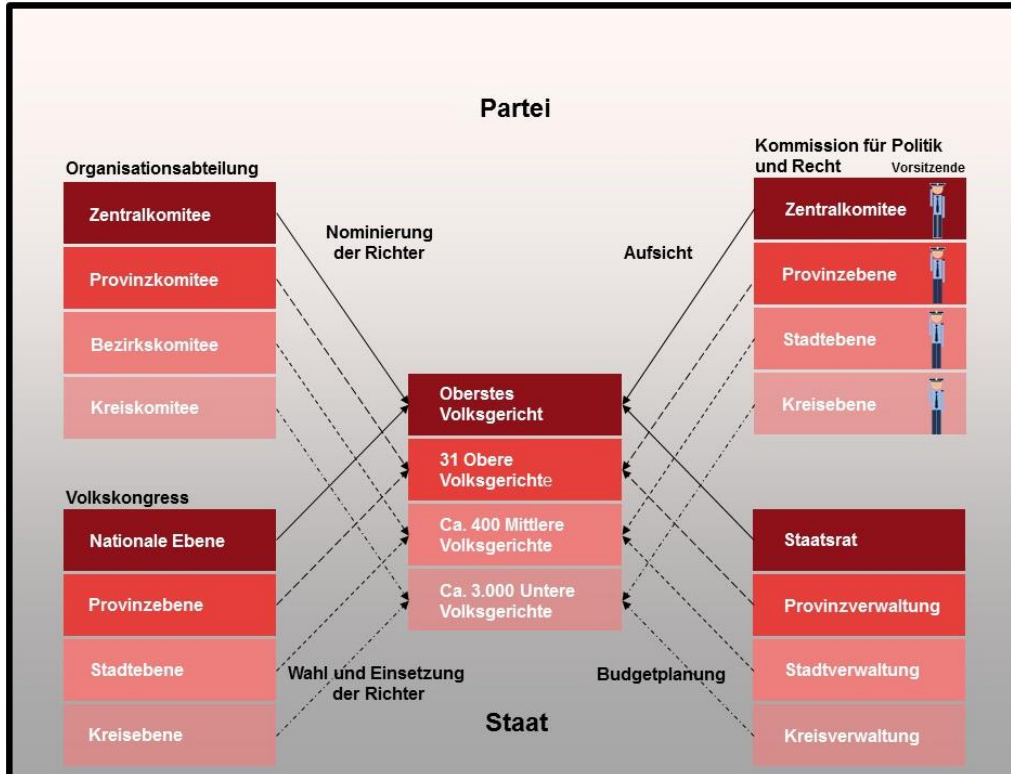 Partei
Organisationsabteilung
Zentralkomitee
Provinzkomitee
Bezirkskomitee
Kreiskomitee
Nominierung
der Richter
Kommission für Politik
und Recht Vorsitzende
Zentralkomitee
Provinzebene
Stadtebene
Kreisebene
Aufsicht
Oberstes
Volksgericht
31 Obere
Volksgerichte
Ca. 400 Mittlere
Volksgerichte
Ca. 3.000 Untere
Volksgerichte
Volkskongress
Nationale Ebene
Provinzebene
Stadtebene
Kreisebene
Wahl und Einsetzung
der Richter
Staatsrat
Provinzverwaltung
Stadtverwaltung
Kreisverwaltung
Budgetplanung
Staat